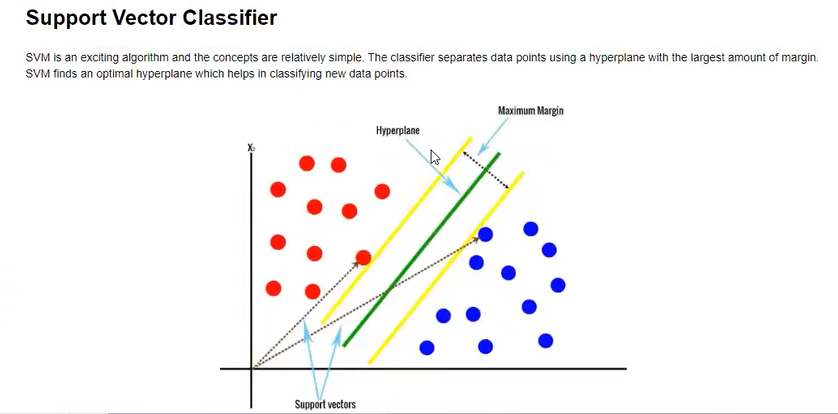 Support Vector Classifier
SVM is an exciting algorithm and the concepts are relatively simple. The classifier separates data points using a hyperplane with the largest amount of margin.
SVM finds an optimal hyperplane which helps in classifying new data points.
Maximum Margin
Hyperplane
X₂
Support vectors